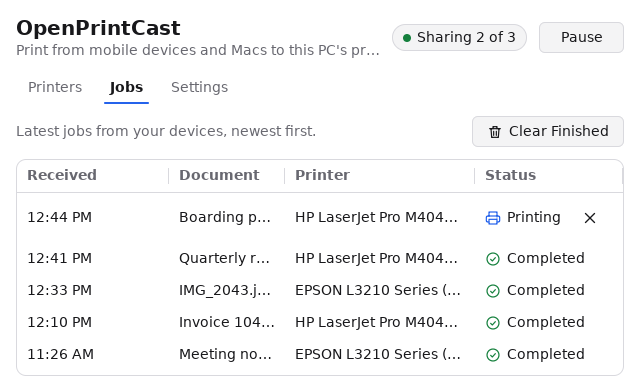 OpenPrintCast
Print from mobile devices and Macs to this PC's pr...
Sharing 2 of 3
Pause
Printers
Jobs
Settings
Latest jobs from your devices, newest first.
Clear Finished
Received Document Printer Status
12:44 PM Boarding p... HP LaserJet Pro M404... Printing
12:41 PM Quarterly r... HP LaserJet Pro M404... Completed
12:33 PM IMG_2043.j... EPSON L3210 Series (... Completed
12:10 PM Invoice 104... HP LaserJet Pro M404... Completed
11:26 AM Meeting no... EPSON L3210 Series (... Completed